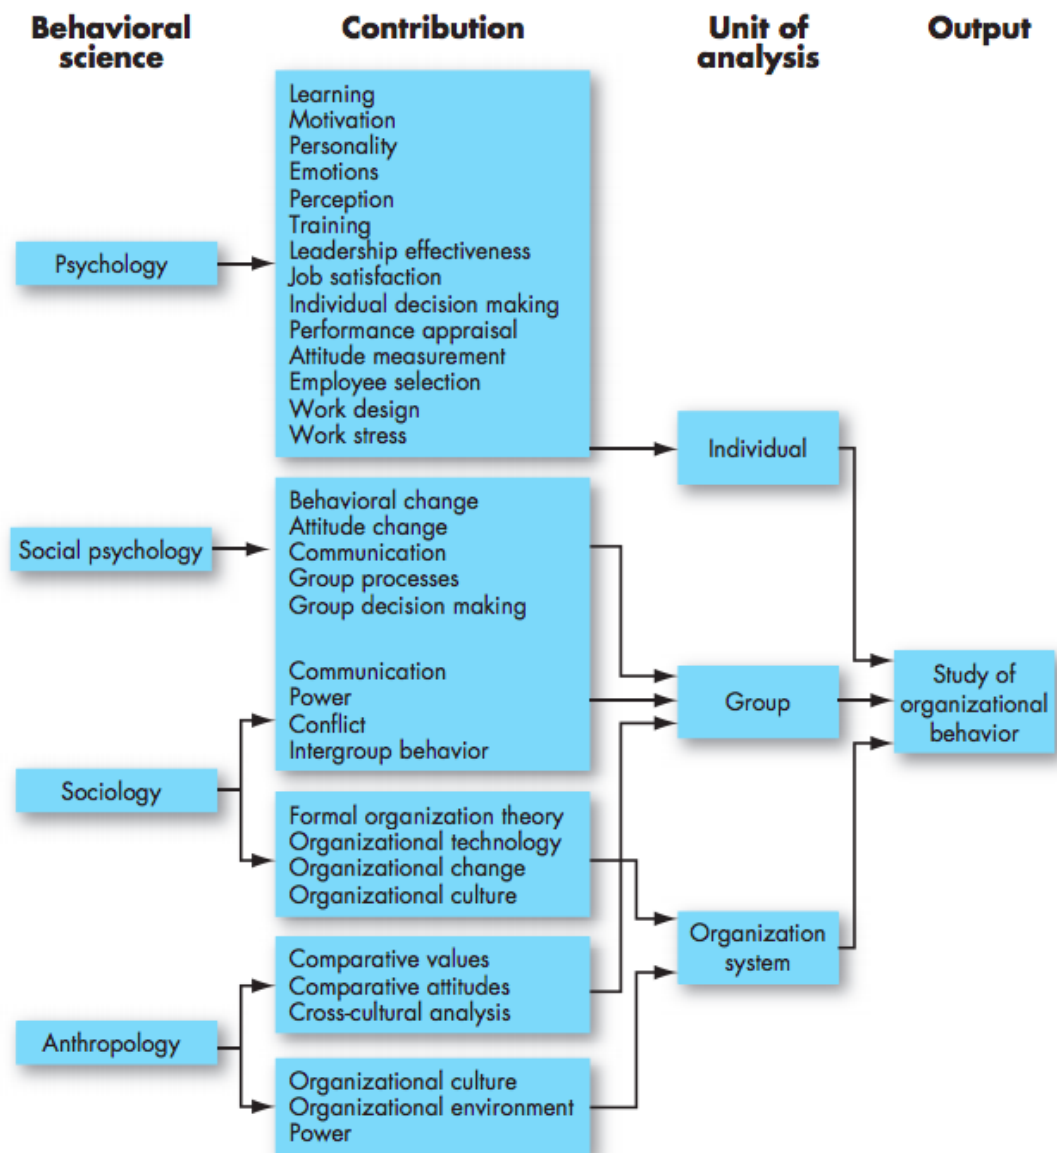 Behavioral
science
Contribution
Unit of
analysis
Output
Psychology
Learning
Motivation
Personality
Emotions
Perception
Training
Leadership effectiveness
Job satisfaction
Individual decision making
Performance appraisal
Attitude measurement
Employee selection
Work design
Work stress
Individual
Social psychology
Behavioral change
Attitude change
Communication
Group processes
Group decision making
Communication
Power
Conflict
Intergroup behavior
Group
Study of
organizational
behavior
Sociology
Formal organization theory
Organizational technology
Organizational change
Organizational culture
Organization
system
Anthropology
Comparative values
Comparative attitudes
Cross-cultural analysis
Organizational culture
Organizational environment
Power